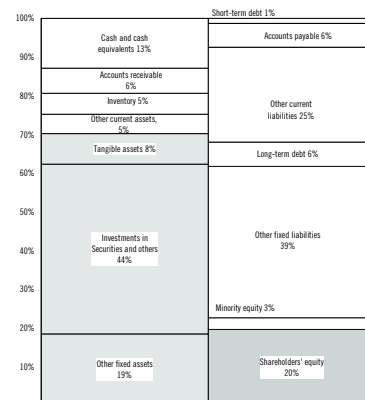 100%
90%
80%
70%
60%
50%
40%
30%
20%
10%
Cash and cash
equivalents 13%
Accounts receivable
6%
Inventory 5%
Other current assets,
5%
Tangible assets 8%
Investments in
Securities and others
44%
Other fixed assets
19%
Short-term debt 1%
Accounts payable 6%
Other current
liabilities 25%
Long-term debt 6%
Other fixed liabilities
39%
Minority equity 3%
Shareholders' equity
20%